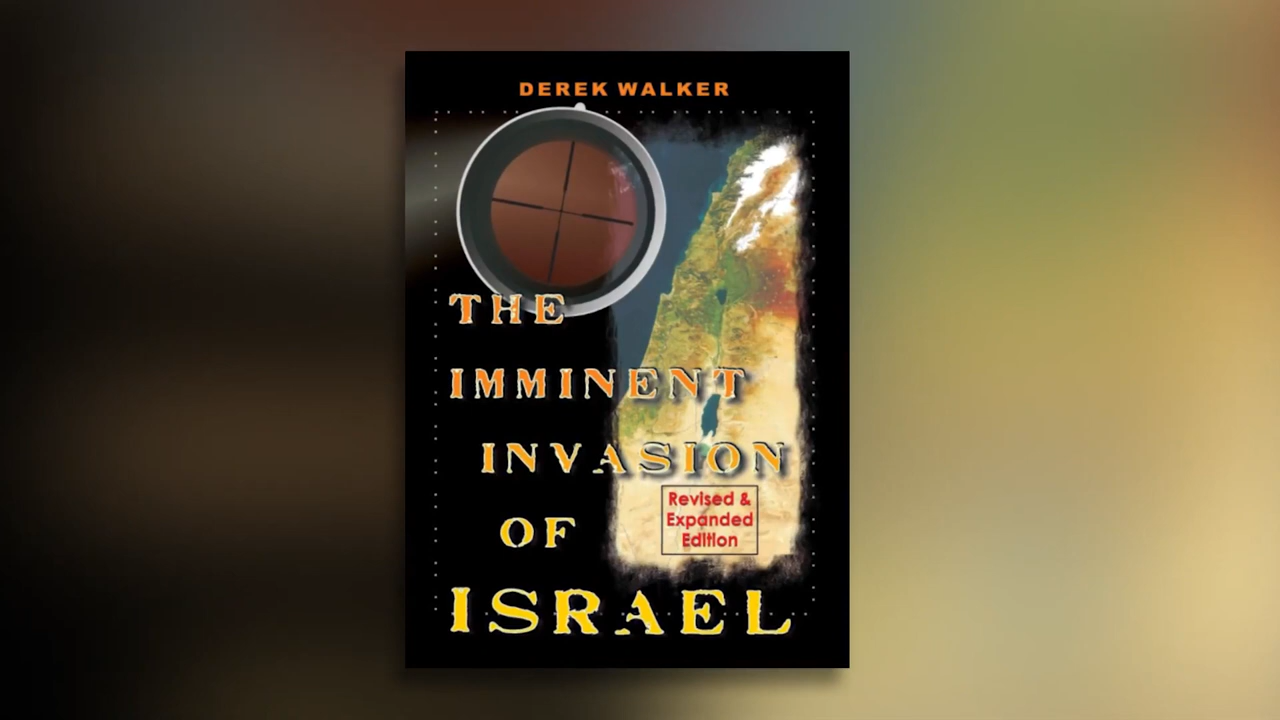 DEREK WALKER
THE
IMMINENT
INVASION
OF
ISRAEL
Revised &
Expanded
Edition